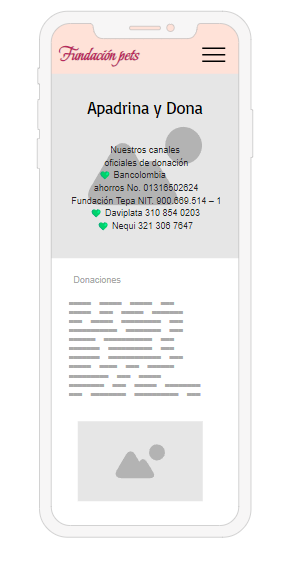 Fundación pets
Apadrina y Dona
Nuestros canales
oficiales de donación
💚 Bancolombia
ahorros No. 01316502624
Fundación Tepa NIT. 900.669.514 – 1
💚 Daviplata 310 854 0203
💚 Nequi 321 306 7647
Donaciones